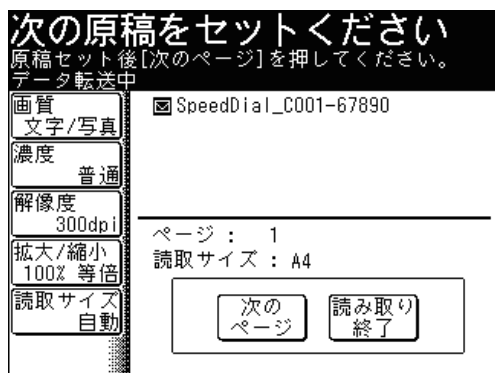 次の原稿をセットください
原稿セット後[次のページ]を押してください。
データ転送中
画質
文字/写真
濃度
普通
解像度
300dpi
拡大/縮小
100% 等倍
読取サイズ
自動
SpeedDial_C001-67890
ページ： 1
読取サイズ：A4
次の
ページ
読み取り
終了